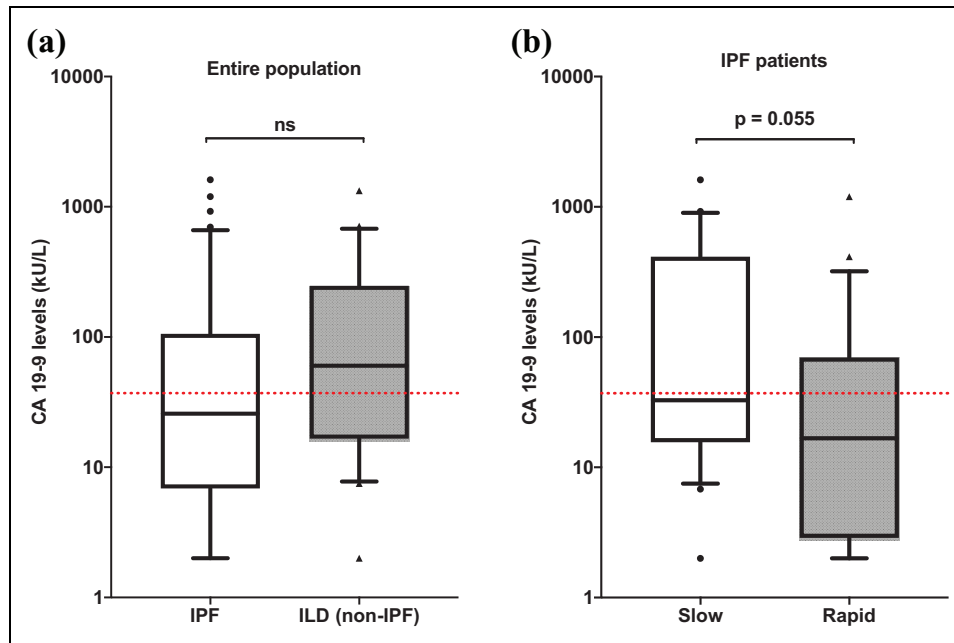 (a)
Entire population
ns
CA 19-9 levels (kU/L)
10000
1000
100
10
1
IPF
ILD (non-IPF)
(b)
IPF patients
p = 0.055
CA 19-9 levels (kU/L)
10000
1000
100
10
1
Slow
Rapid